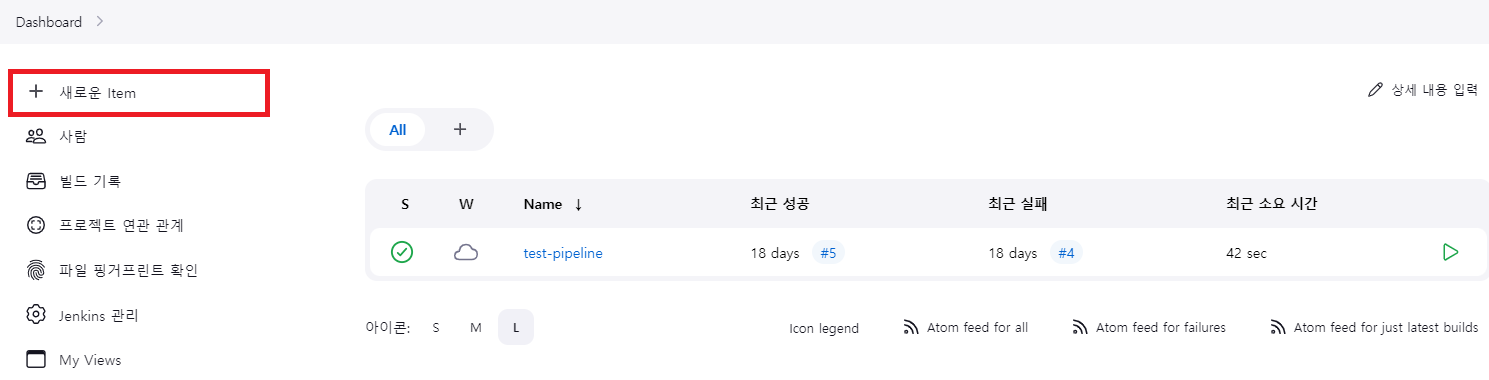 Dashboard
새로운 Item
사람
빌드 기록
프로젝트 연관 관계
파일 핑거프린트 확인
Jenkins 관리
My Views
상세 내용 입력
All
S W Name ↓ 최근 성공 최근 실패 최근 소요 시간
test-pipeline 18 days #5 18 days #4 42 sec
아이콘: S M L
Icon legend Atom feed for all Atom feed for failures Atom feed for just latest builds